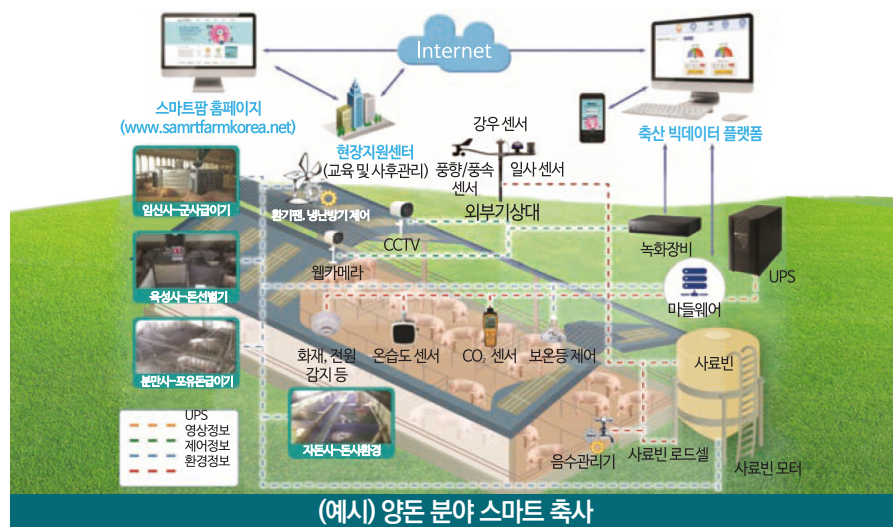 Internet
스마트팜 홈페이지
(www.samrtfarmkorea.net)
현장지원센터
(교육 및 사후관리)
강우 센서
풍향/풍속
센서
일사 센서
외부기상대
축산 빅데이터 플랫폼
임신사-군사급이기
환기팬, 냉난방기 제어
CCTV
녹화장비
UPS
웹카메라
육성사-돈선별기
마들웨어
화재, 전원
감지 등
온습도 센서
CO₂ 센서
보온등 제어
사료빈
분만사-포유돈급이기
자돈사-돈사환경
UPS
영상정보
제어정보
환경정보
음수관리기
사료빈 로드셀
사료빈 모터
(예시) 양돈 분야 스마트 축사